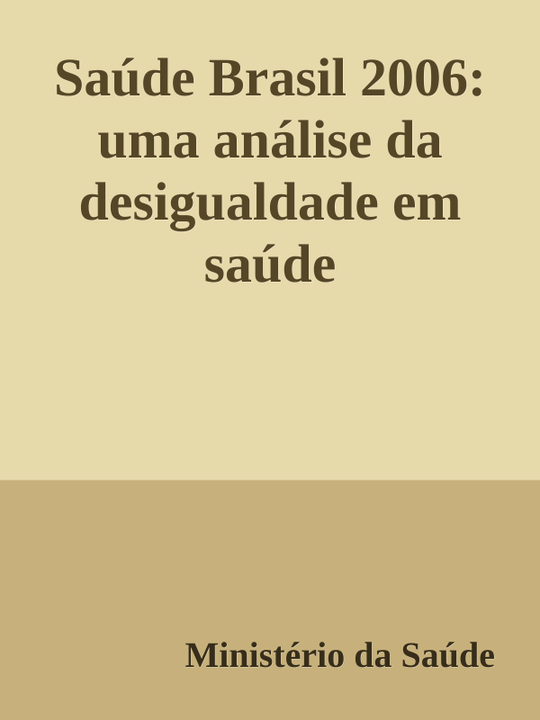 Saúde Brasil 2006:
uma análise da
desigualdade em
saúde
Ministério da Saúde